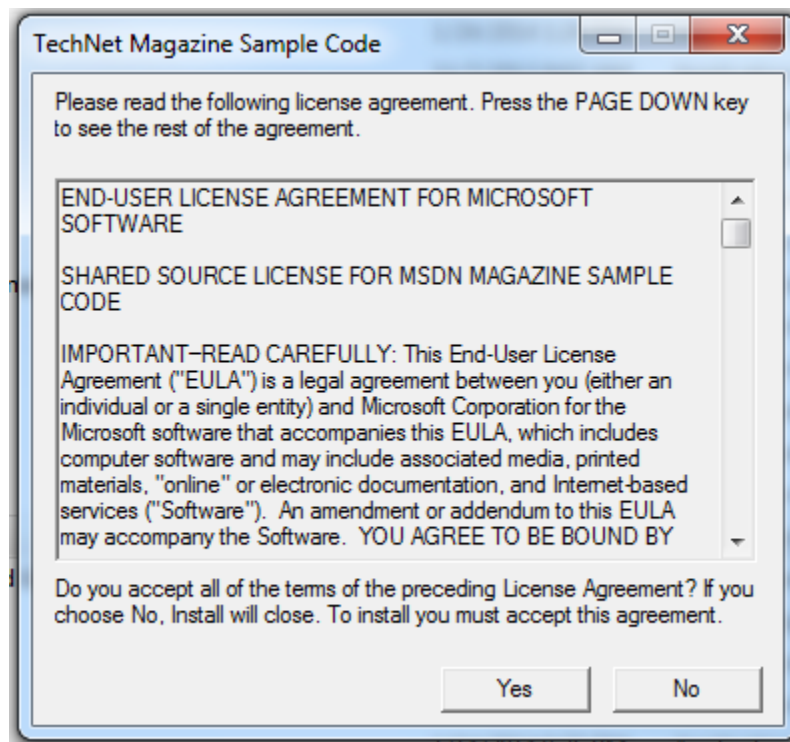 TechNet Magazine Sample Code
Please read the following license agreement. Press the PAGE DOWN key
to see the rest of the agreement.
END-USER LICENSE AGREEMENT FOR MICROSOFT
SOFTWARE
SHARED SOURCE LICENSE FOR MSDN MAGAZINE SAMPLE
CODE
IMPORTANT–READ CAREFULLY: This End-User License
Agreement ("EULA") is a legal agreement between you (either an
individual or a single entity) and Microsoft Corporation for the
Microsoft software that accompanies this EULA, which includes
computer software and may include associated media, printed
materials, "online" or electronic documentation, and Internet-based
services ("Software").  An amendment or addendum to this EULA
may accompany the Software.  YOU AGREE TO BE BOUND BY
Do you accept all of the terms of the preceding License Agreement? If you
choose No, Install will close. To install you must accept this agreement.
Yes
No